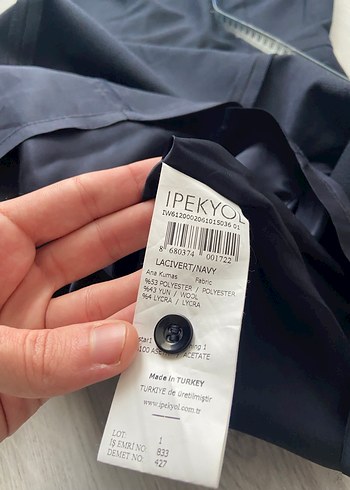 IPEKYOL
IW6120002061015036 01
8 680374 001722
LACIVERT/NAVY
Ana Kumas Fabric
%53 POLYESTER / POLYESTER
%43 YUN / WOOL
%4 LYCRA / LYCRA
ng 1
ACETATE
Made in TURKEY
TURKIYE de üretilmiştir
www.ipekyol.com.tr
LOT: 1
İŞ EMRİ NO: 833
DEMET NO: 427